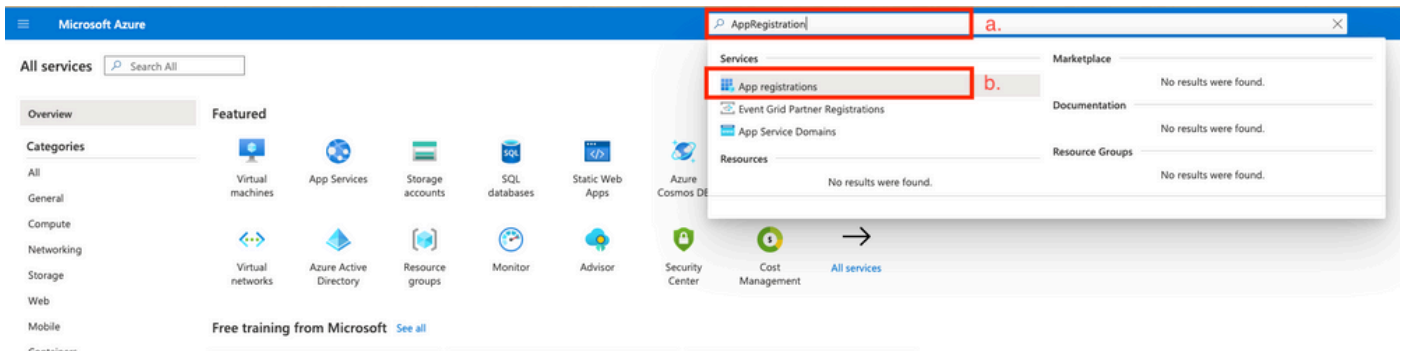 Microsoft Azure
AppRegistration
a.
All services
Search All
Services
App registrations
b.
Event Grid Partner Registrations
App Service Domains
Resources
No results were found.
Marketplace
No results were found.
Documentation
No results were found.
Resource Groups
No results were found.
Overview
Categories
All
General
Compute
Networking
Storage
Web
Mobile
Containers
Featured
Virtual
machines
App Services
Storage
accounts
SQL
databases
Static Web
Apps
Azure
Cosmos DB
Virtual
networks
Azure Active
Directory
Resource
groups
Monitor
Advisor
Security
Center
Cost
Management
All services
Free training from Microsoft
See all